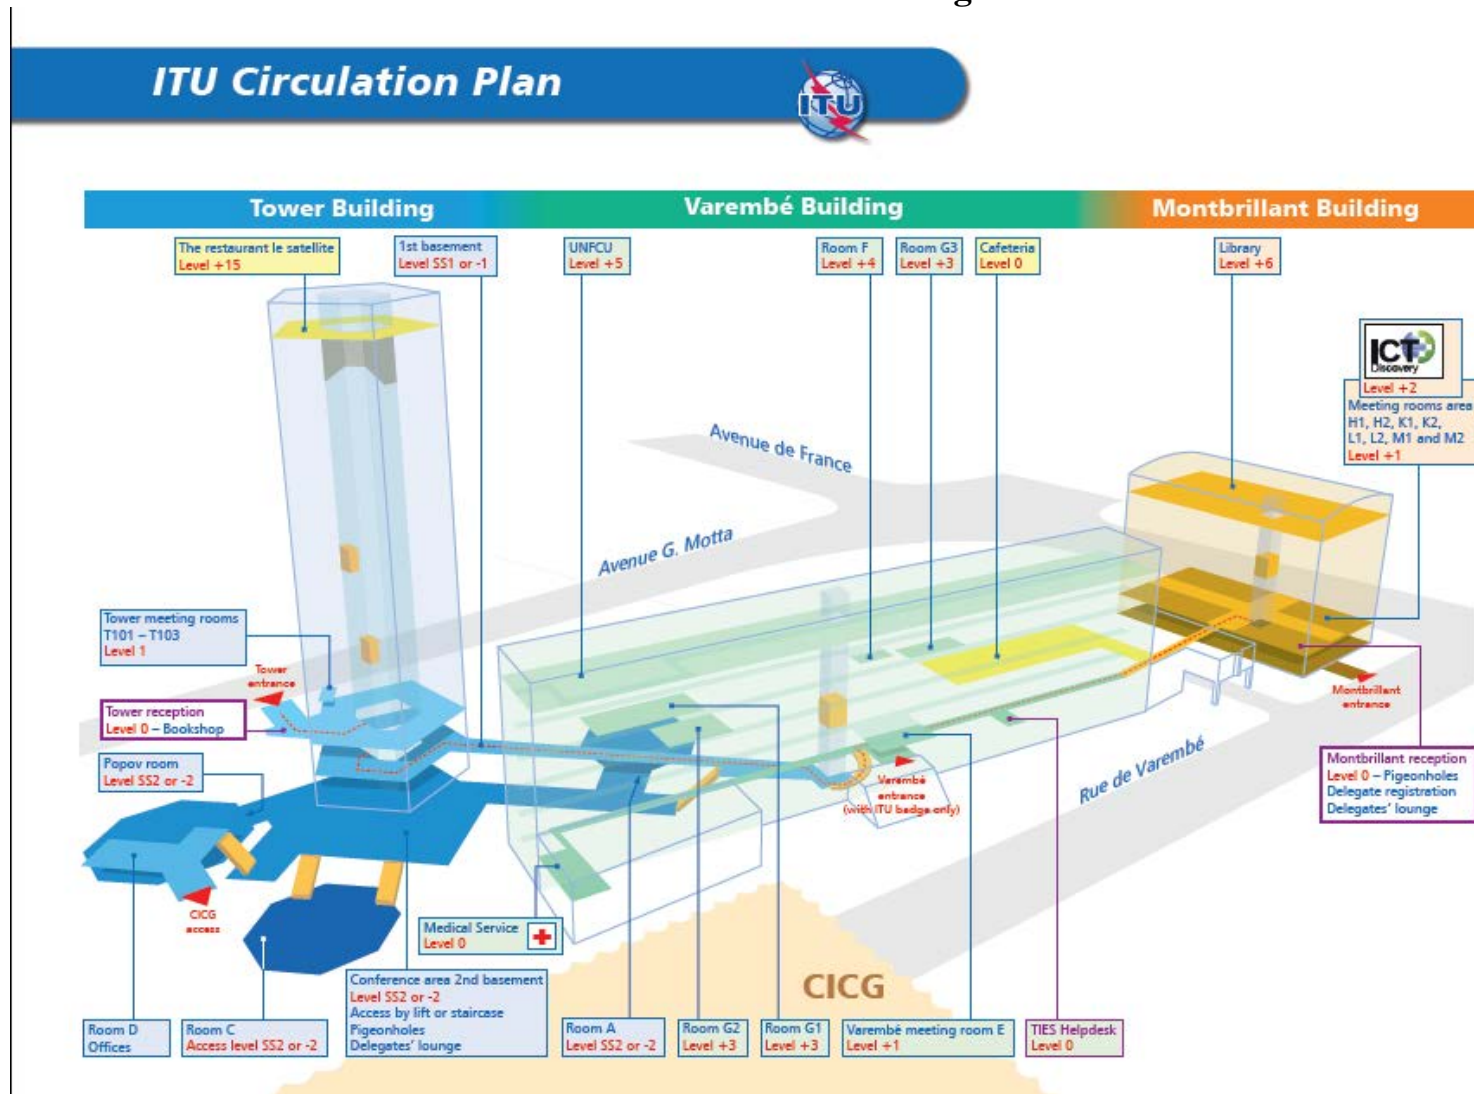 ITU Circulation Plan
ITU
Tower Building
Varembé Building
Montbrillant Building
The restaurant le satellite
Level +15
1st basement
Level SS1 or -1
UNFCU
Level +5
Room F
Level +4
Room G3
Level +3
Cafeteria
Level 0
Library
Level +6
ICT
Discovery
Level +2
Meeting rooms area
H1, H2, K1, K2,
L1, L2, M1 and M2
Level +1
Avenue de France
Avenue G. Motta
Tower meeting rooms
T101 – T103
Level 1
Tower
entrance
Tower reception
Level 0 – Bookshop
Popov room
Level SS2 or -2
Montbrillant
entrance
Rue de Varembé
Varembé
entrance
(with ITU badge only)
Montbrillant reception
Level 0 – Pigeonholes
Delegate registration
Delegates' lounge
CICG
access
Medical Service
Level 0
CICG
Room D
Offices
Room C
Access level SS2 or -2
Conference area 2nd basement
Level SS2 or -2
Access by lift or staircase
Pigeonholes
Delegates' lounge
Room A
Level SS2 or -2
Room G2
Level +3
Room G1
Level +3
Varembé meeting room E
Level +1
TIES Helpdesk
Level 0